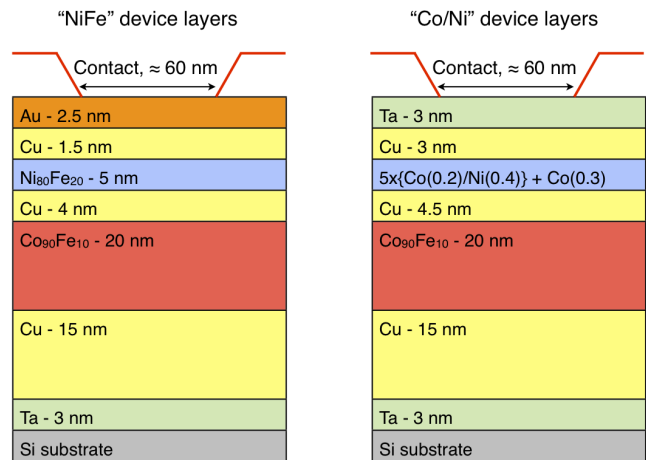 “NiFe” device layers
Contact, ≈ 60 nm
Au - 2.5 nm
Cu - 1.5 nm
Ni₈₀Fe₂₀ - 5 nm
Cu - 4 nm
Co₉₀Fe₁₀ - 20 nm
Cu - 15 nm
Ta - 3 nm
Si substrate
“Co/Ni” device layers
Contact, ≈ 60 nm
Ta - 3 nm
Cu - 3 nm
5x{Co(0.2)/Ni(0.4)} + Co(0.3)
Cu - 4.5 nm
Co₉₀Fe₁₀ - 20 nm
Cu - 15 nm
Ta - 3 nm
Si substrate